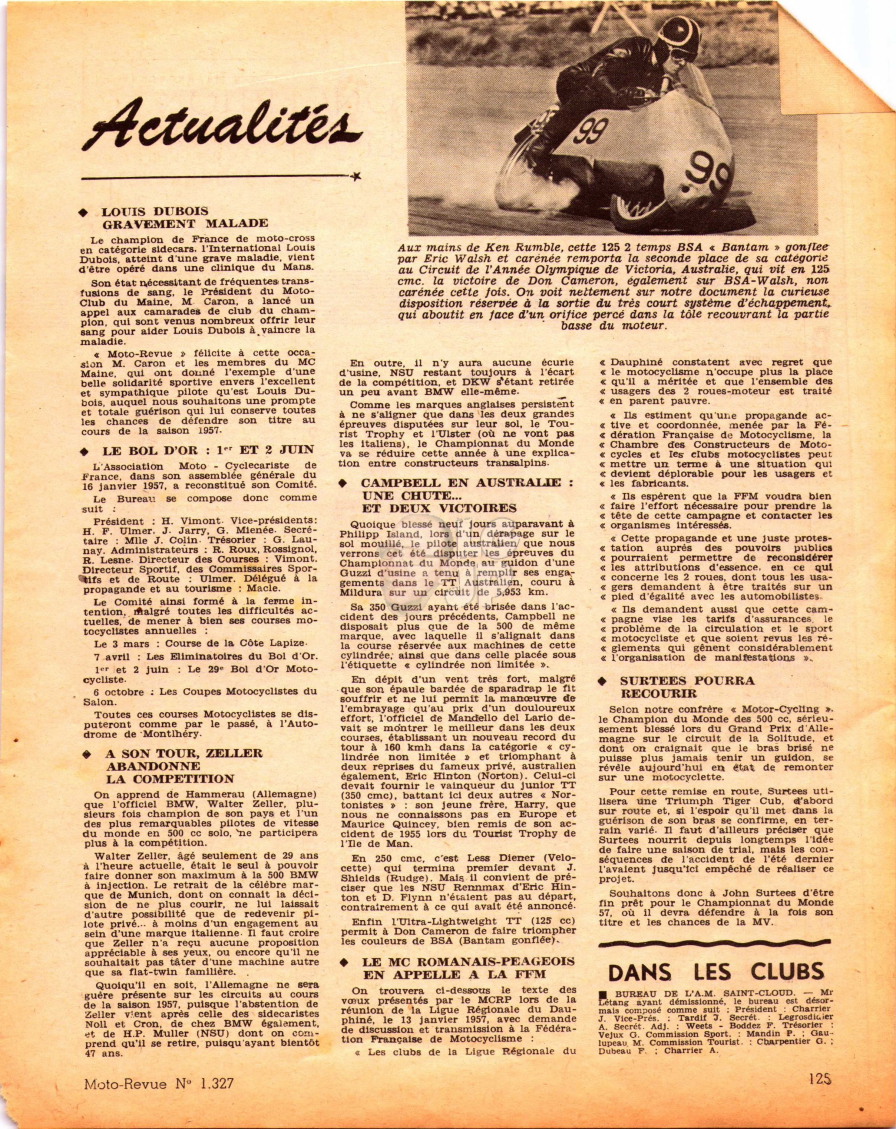 Actualités
99
99
Aux mains de Ken Rumble, cette 125 2 temps BSA « Bantam » gonflee
par Eric Walsh et carénée remporta la seconde place de sa catégorie
au Circuit de l'Année Olympique de Victoria, Australie, qui vit en 125
cmc. la victoire de Don Cameron, également sur BSA-Walsh, non
carénée cette fois. On voit nettement sur notre document la curieuse
disposition réservée à la sortie du très court système d'échappement,
qui aboutit en face d'un orifice percé dans la tôle recouvrant la partie
basse du moteur.
◆ LOUIS DUBOIS
GRAVEMENT MALADE
Le champion de France de moto-cross
en catégorie sidecars, l'International Louis
Dubois, atteint d'une grave maladie, vient
d'être opéré dans une clinique du Mans.
Son état nécessitant de fréquentes trans-
fusions de sang, le Président du Moto-
Club du Maine, M. Caron, a lancé un
appel aux camarades de club du cham-
pion, qui sont venus nombreux offrir leur
sang pour aider Louis Dubois à vaincre la
maladie.
« Moto-Revue » félicite à cette occa-
sion M. Caron et les membres du MC
Maine, qui ont donné l'exemple d'une
belle solidarité sportive envers l'excellent
et sympathique pilote qu'est Louis Du-
bois, auquel nous souhaitons une prompte
et totale guérison qui lui conserve toutes
les chances de défendre son titre au
cours de la saison 1957.
◆ LE BOL D'OR : 1er ET 2 JUIN
L'Association Moto - Cyclecariste de
France, dans son assemblée générale du
16 janvier 1957, a reconstitué son Comité.
Le Bureau se compose donc comme
suit :
Président : H. Vimont. Vice-présidents:
H. F. Ulmer, J. Jarry, G. Mienée. Secré-
taire : Mlle J. Colin. Trésorier : G. Lau-
nay. Administrateurs : R. Roux, Rossignol,
R. Lesne. Directeur des Courses : Vimont.
Directeur Sportif, des Commissaires Spor-
tifs et de Route : Ulmer. Délégué à la
propagande et au tourisme : Macle.
Le Comité ainsi formé à la ferme in-
tention, malgré toutes les difficultés ac-
tuelles, de mener à bien ses courses mo-
tocyclistes annuelles :
Le 3 mars : Course de la Côte Lapize.
7 avril : Les Eliminatoires du Bol d'Or.
1er et 2 juin : Le 29e Bol d'Or Moto-
cycliste.
6 octobre : Les Coupes Motocyclistes du
Salon.
Toutes ces courses Motocyclistes se dis-
puteront comme par le passé, à l'Auto-
drome de Montlhéry.
◆ A SON TOUR, ZELLER
ABANDONNE
LA COMPETITION
On apprend de Hammerau (Allemagne)
que l'officiel BMW, Walter Zeller, plu-
sieurs fois champion de son pays et l'un
des plus remarquables pilotes de vitesse
du monde en 500 cc solo, ne participera
plus à la compétition.
Walter Zeller, âgé seulement de 29 ans
à l'heure actuelle, était le seul à pouvoir
faire donner son maximum à la 500 BMW
à injection. Le retrait de la célébre mar-
que de Munich, dont on connait la déci-
sion de ne plus courir, ne lui laissait
d'autre possibilité que de redevenir pi-
lote privé... à moins d'un engagement au
sein d'une marque italienne. Il faut croire
que Zeller n'a reçu aucune proposition
appréciable à ses yeux, ou encore qu'il ne
souhaitait pas tâter d'une machine autre
que sa flat-twin familière.
Quoiqu'il en soit, l'Allemagne ne sera
guère présente sur les circuits au cours
de la saison 1957, puisque l'abstention de
Zeller vient après celle des sidecaristes
Noll et Cron, de chez BMW également,
et de H.P. Muller (NSU) dont on com-
prend qu'il se retire, puisqu'ayant bientôt
47 ans.
En outre, il n'y aura aucune écurie
d'usine, NSU restant toujours à l'écart
de la compétition, et DKW s'étant retirée
un peu avant BMW elle-même.
Comme les marques anglaises persistent
à ne s'aligner que dans les deux grandes
épreuves disputées sur leur sol, le Tou-
rist Trophy et l'Ulster (où ne vont pas
les italiens), le Championnat du Monde
va se réduire cette année à une explica-
tion entre constructeurs transalpins.
◆ CAMPBELL EN AUSTRALIE :
UNE CHUTE...
ET DEUX VICTOIRES
Quoique blessé neuf jours auparavant à
Philipp Island, lors d'un dérapage sur le
sol mouillé, le pilote australien que nous
verrons cet été disputer les épreuves du
Championnat du Monde au guidon d'une
Guzzi d'usine a tenu à remplir ses enga-
gements dans le TT Australien, couru à
Mildura sur un circuit de 5,953 km.
Sa 350 Guzzi ayant été brisée dans l'ac-
cident des jours précédents, Campbell ne
disposait plus que de la 500 de même
marque, avec laquelle il s'alignait dans
la course réservée aux machines de cette
cylindrée, ainsi que dans celle placée sous
l'étiquette « cylindrée non limitée ».
En dépit d'un vent très fort, malgré
que son épaule bardée de sparadrap le fit
souffrir et ne lui permit la manœuvre de
l'embrayage qu'au prix d'un douloureux
effort, l'officiel de Mandello del Lario de-
vait se montrer le meilleur dans les deux
courses, établissant un nouveau record du
tour à 160 kmh dans la catégorie « cy-
lindrée non limitée » et triomphant à
deux reprises du fameux privé, australien
également, Eric Hinton (Norton). Celui-ci
devait fournir le vainqueur du junior TT
(350 cmc), battant ici deux autres « Nor-
tonistes » : son jeune frère, Harry, que
nous ne connaissons pas en Europe et
Maurice Quincey, bien remis de son ac-
cident de 1955 lors du Tourist Trophy de
l'Ile de Man.
En 250 cmc, c'est Less Diener (Velo-
cette) qui termina premier devant J.
Shields (Rudge). Mais il convient de pré-
ciser que les NSU Rennmax d'Eric Hin-
ton et D. Flynn n'étaient pas au départ,
contrairement à ce qui avait été annoncé.
Enfin l'Ultra-Lightweight TT (125 cc)
permit à Don Cameron de faire triompher
les couleurs de BSA (Bantam gonflée).
◆ LE MC ROMANAIS-PEAGEOIS
EN APPELLE A LA FFM
On trouvera ci-dessous le texte des
vœux présentés par le MCRP lors de la
réunion de la Ligue Régionale du Dau-
phiné, le 13 janvier 1957, avec demande
de discussion et transmission à la Fédéra-
tion Française de Motocyclisme :
« Les clubs de la Ligue Régionale du
« Dauphiné constatent avec regret que
« le motocyclisme n'occupe plus la place
« qu'il a méritée et que l'ensemble des
« usagers des 2 roues-moteur est traité
« en parent pauvre.
« Ils estiment qu'une propagande ac-
« tive et coordonnée, menée par la Fé-
« dération Française de Motocyclisme, la
« Chambre des Constructeurs de Moto-
« cycles et les clubs motocyclistes peut
« mettre un terme à une situation qui
« devient déplorable pour les usagers et
« les fabricants.
« Ils espèrent que la FFM voudra bien
« faire l'effort nécessaire pour prendre la
« tête de cette campagne et contacter les
« organismes intéressés.
« Cette propagande et une juste protes-
« tation auprès des pouvoirs publics
« pourraient permettre de reconsidérer
« les attributions d'essence, en ce qui
« concerne les 2 roues, dont tous les usa-
« gers demandent à être traités sur un
« pied d'égalité avec les automobilistes.
« Ils demandent aussi que cette cam-
« pagne vise les tarifs d'assurances, le
« problème de la circulation et le sport
« motocycliste et que soient revus les ré-
« glements qui gênent considérablement
« l'organisation de manifestations ».
◆ SURTEES POURRA
RECOURIR
Selon notre confrère « Motor-Cycling »,
le Champion du Monde des 500 cc, sérieu-
sement blessé lors du Grand Prix d'Alle-
magne sur le circuit de la Solitude, et
dont on craignait que le bras brisé ne
puisse plus jamais tenir un guidon, se
révèle aujourd'hui en état de remonter
sur une motocyclette.
Pour cette remise en route, Surtees uti-
lisera une Triumph Tiger Cub, d'abord
sur route et, si l'espoir qu'il met dans la
guérison de son bras se confirme, en ter-
rain varié. Il faut d'ailleurs préciser que
Surtees nourrit depuis longtemps l'idée
de faire une saison de trial, mais les con-
séquences de l'accident de l'été dernier
l'avaient jusqu'ici empêché de réaliser ce
projet.
Souhaitons donc à John Surtees d'être
fin prêt pour le Championnat du Monde
57, où il devra défendre à la fois son
titre et les chances de la MV.
DANS LES CLUBS
■ BUREAU DE L'A.M. SAINT-CLOUD. — Mr
Létang ayant démissionné, le bureau est désor-
mais composé comme suit : Président : Charrier
J. Vice-Prés. : Tardif J. Secrét. : Legrosdidier
A. Secrét. Adj. : Weets - Boddez F. Trésorier :
Vejux G. Commission Sport. : Mandin P. ; Gau-
lupeau M. Commission Tourist. : Charpentier G. ;
Dubeau F. ; Charrier A.
Moto-Revue N° 1.327
125